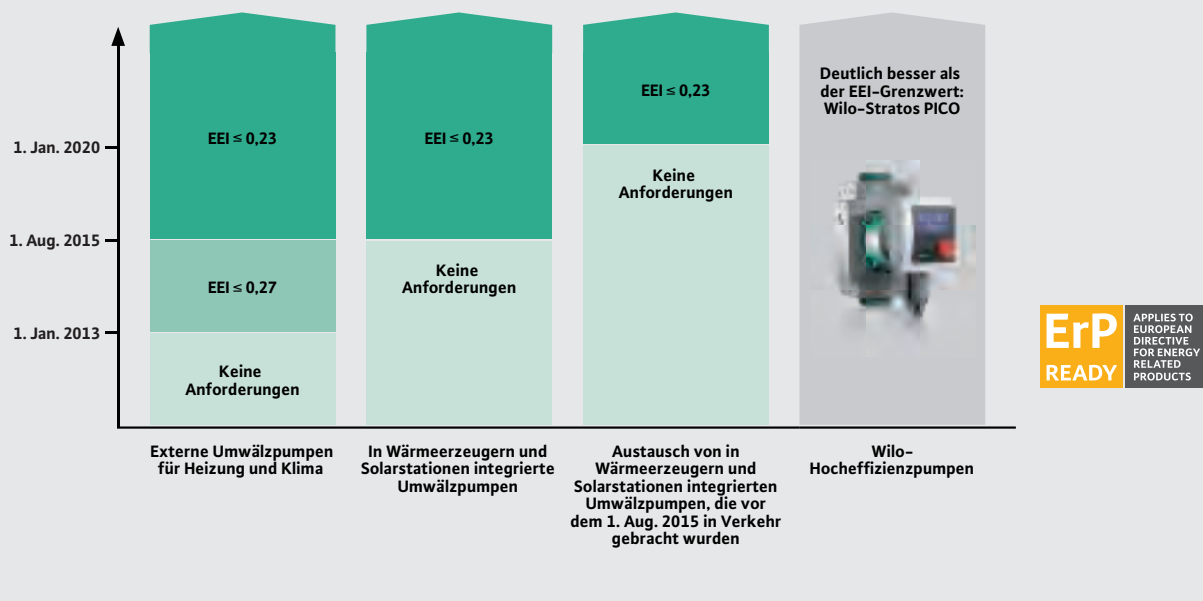 Deutlich besser als
der EEI-Grenzwert:
Wilo-Stratos PICO
EEI ≤ 0,23
EEI ≤ 0,23
EEI ≤ 0,23
1. Jan. 2020
Keine
Anforderungen
1. Aug. 2015
Keine
Anforderungen
EEI ≤ 0,27
1. Jan. 2013
Keine
Anforderungen
ErP
READY
APPLIES TO
EUROPEAN
DIRECTIVE
FOR ENERGY
RELATED
PRODUCTS
Externe Umwälzpumpen
für Heizung und Klima
In Wärmeerzeugern und
Solarstationen integrierte
Umwälzpumpen
Austausch von in
Wärmeerzeugern und
Solarstationen integrierten
Umwälzpumpen, die vor
dem 1. Aug. 2015 in Verkehr
gebracht wurden
Wilo-
Hocheffizienzpumpen